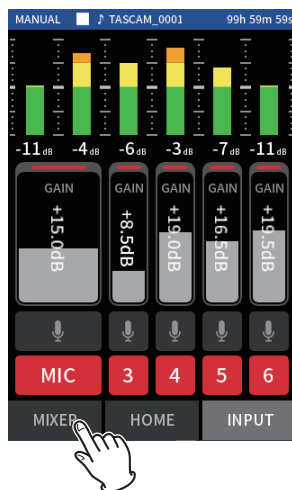 MANUAL ♪ TASCAM_0001 99h 59m 59s
-11dB -4dB -6dB -3dB -7dB -11dB
GAIN GAIN GAIN GAIN GAIN
+15.0dB +8.5dB +19.0dB +16.5dB +19.5dB
MIC 3 4 5 6
MIXER HOME INPUT